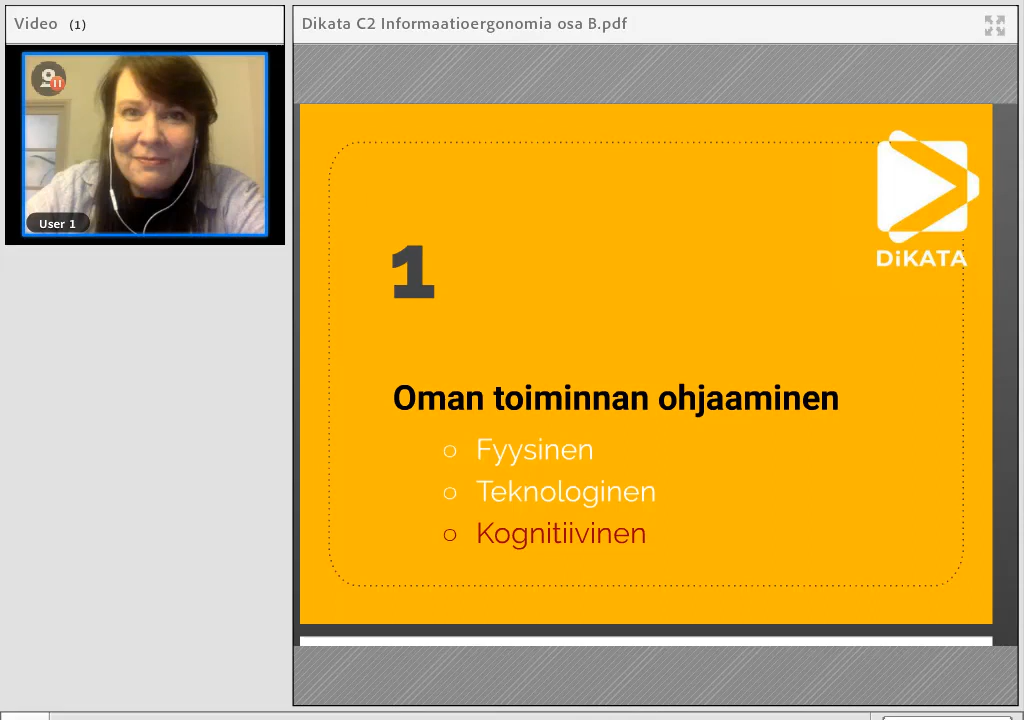 Video (1)
User 1
Dikata C2 Informaatioergonomia osa B.pdf
DiKATA
1
Oman toiminnan ohjaaminen
○ Fyysinen
○ Teknologinen
○ Kognitiivinen